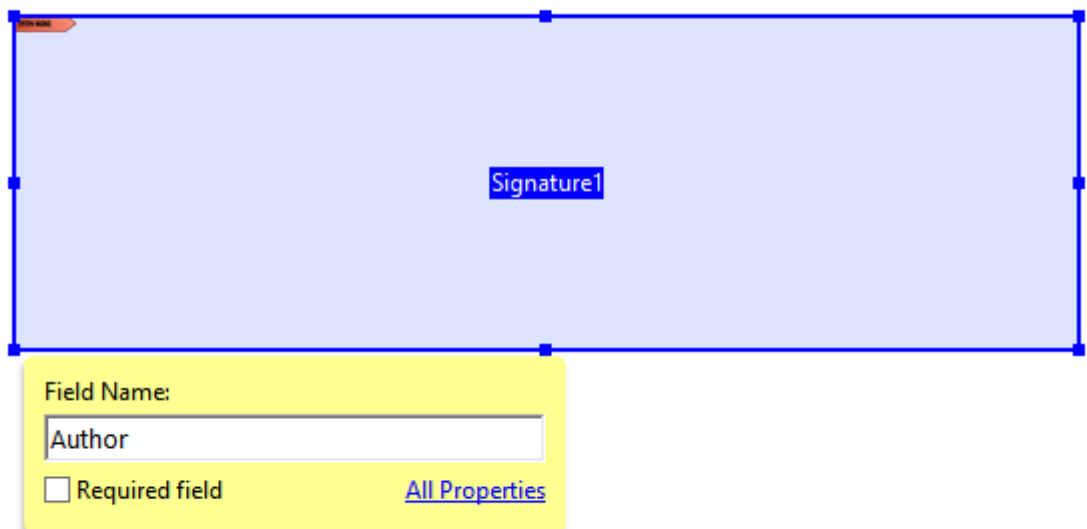 Signature1
Field Name:
Author
Required field
All Properties